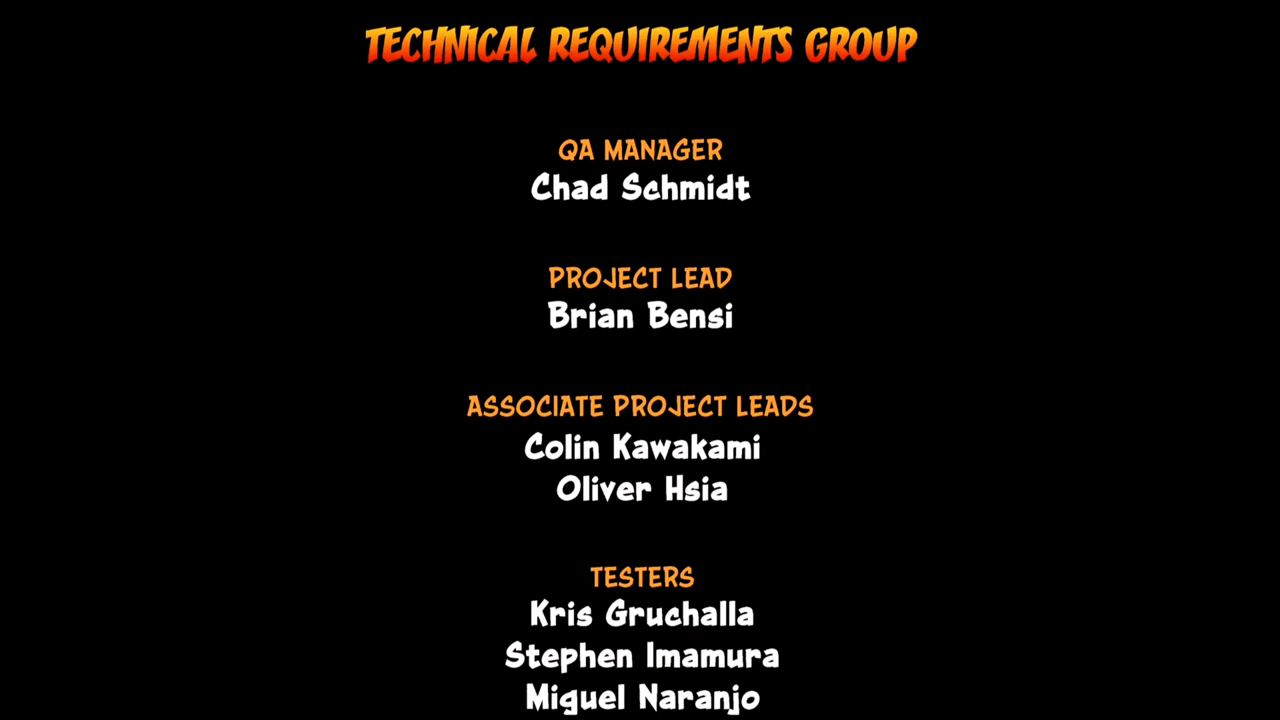 TECHNICAL REQUIREMENTS GROUP
QA MANAGER
Chad Schmidt
PROJECT LEAD
Brian Bensi
ASSOCIATE PROJECT LEADS
Colin Kawakami
Oliver Hsia
TESTERS
Kris Gruchalla
Stephen Imamura
Miguel Naranjo